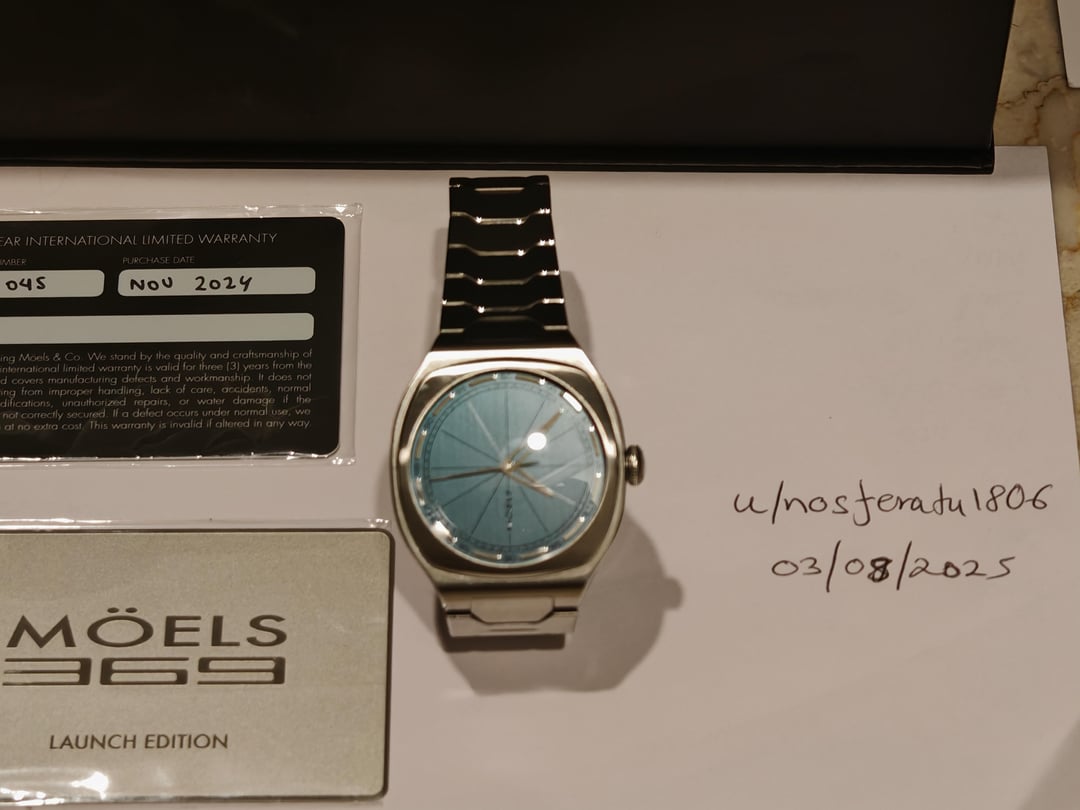 EAR INTERNATIONAL LIMITED WARRANTY
MBER PURCHASE DATE
045 NOV 2024
ing Möels & Co. We stand by the quality and craftsmanship of
international limited warranty is valid for three (3) years from the
d covers manufacturing defects and workmanship. It does not
ing from improper handling, lack of care, accidents, normal
difications, unauthorized repairs, or water damage if the
not correctly secured. If a defect occurs under normal use, we
at no extra cost. This warranty is invalid if altered in any way.
MÖELS
369
LAUNCH EDITION
u/nosferatu1806
03/08/2025